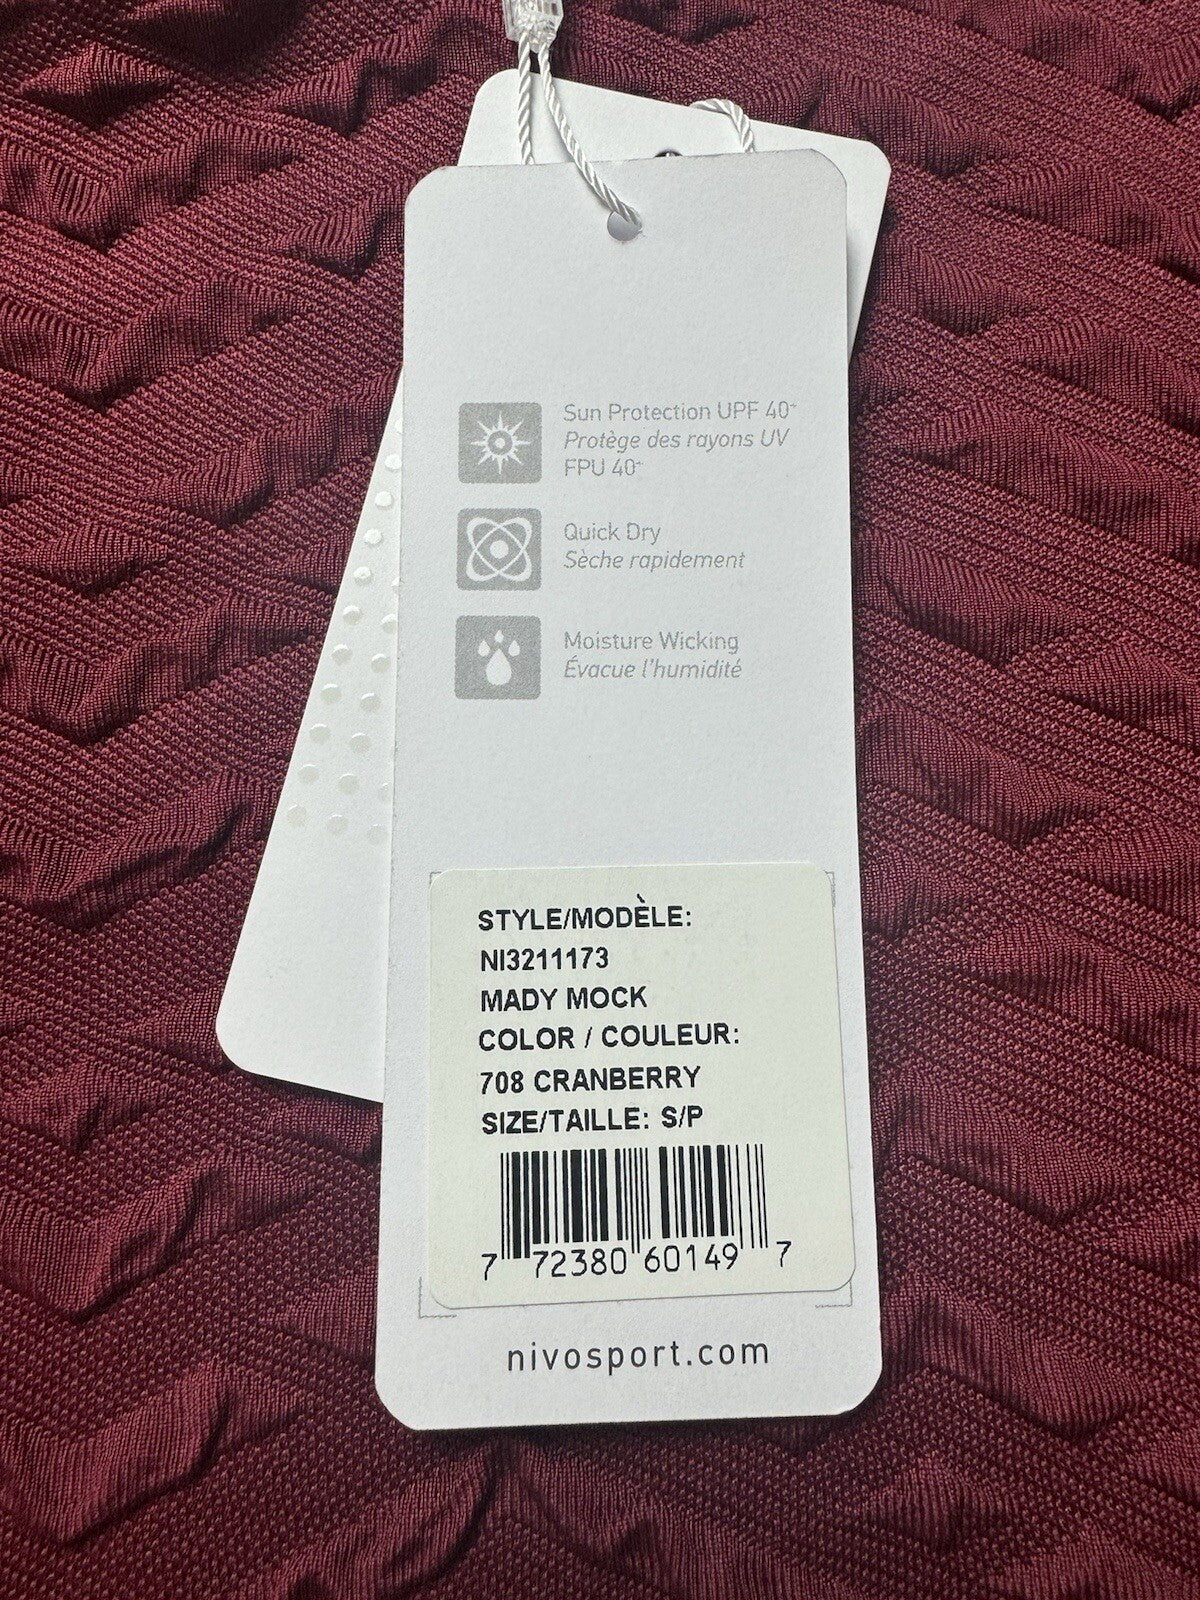 Sun Protection UPF 40+
Protège des rayons UV
FPU 40+
Quick Dry
Sèche rapidement
Moisture Wicking
Évacue l'humidité
STYLE/MODÈLE:
NI3211173
MADY MOCK
COLOR / COULEUR:
708 CRANBERRY
SIZE/TAILLE: S/P
7 72380 60149 7
nivosport.com